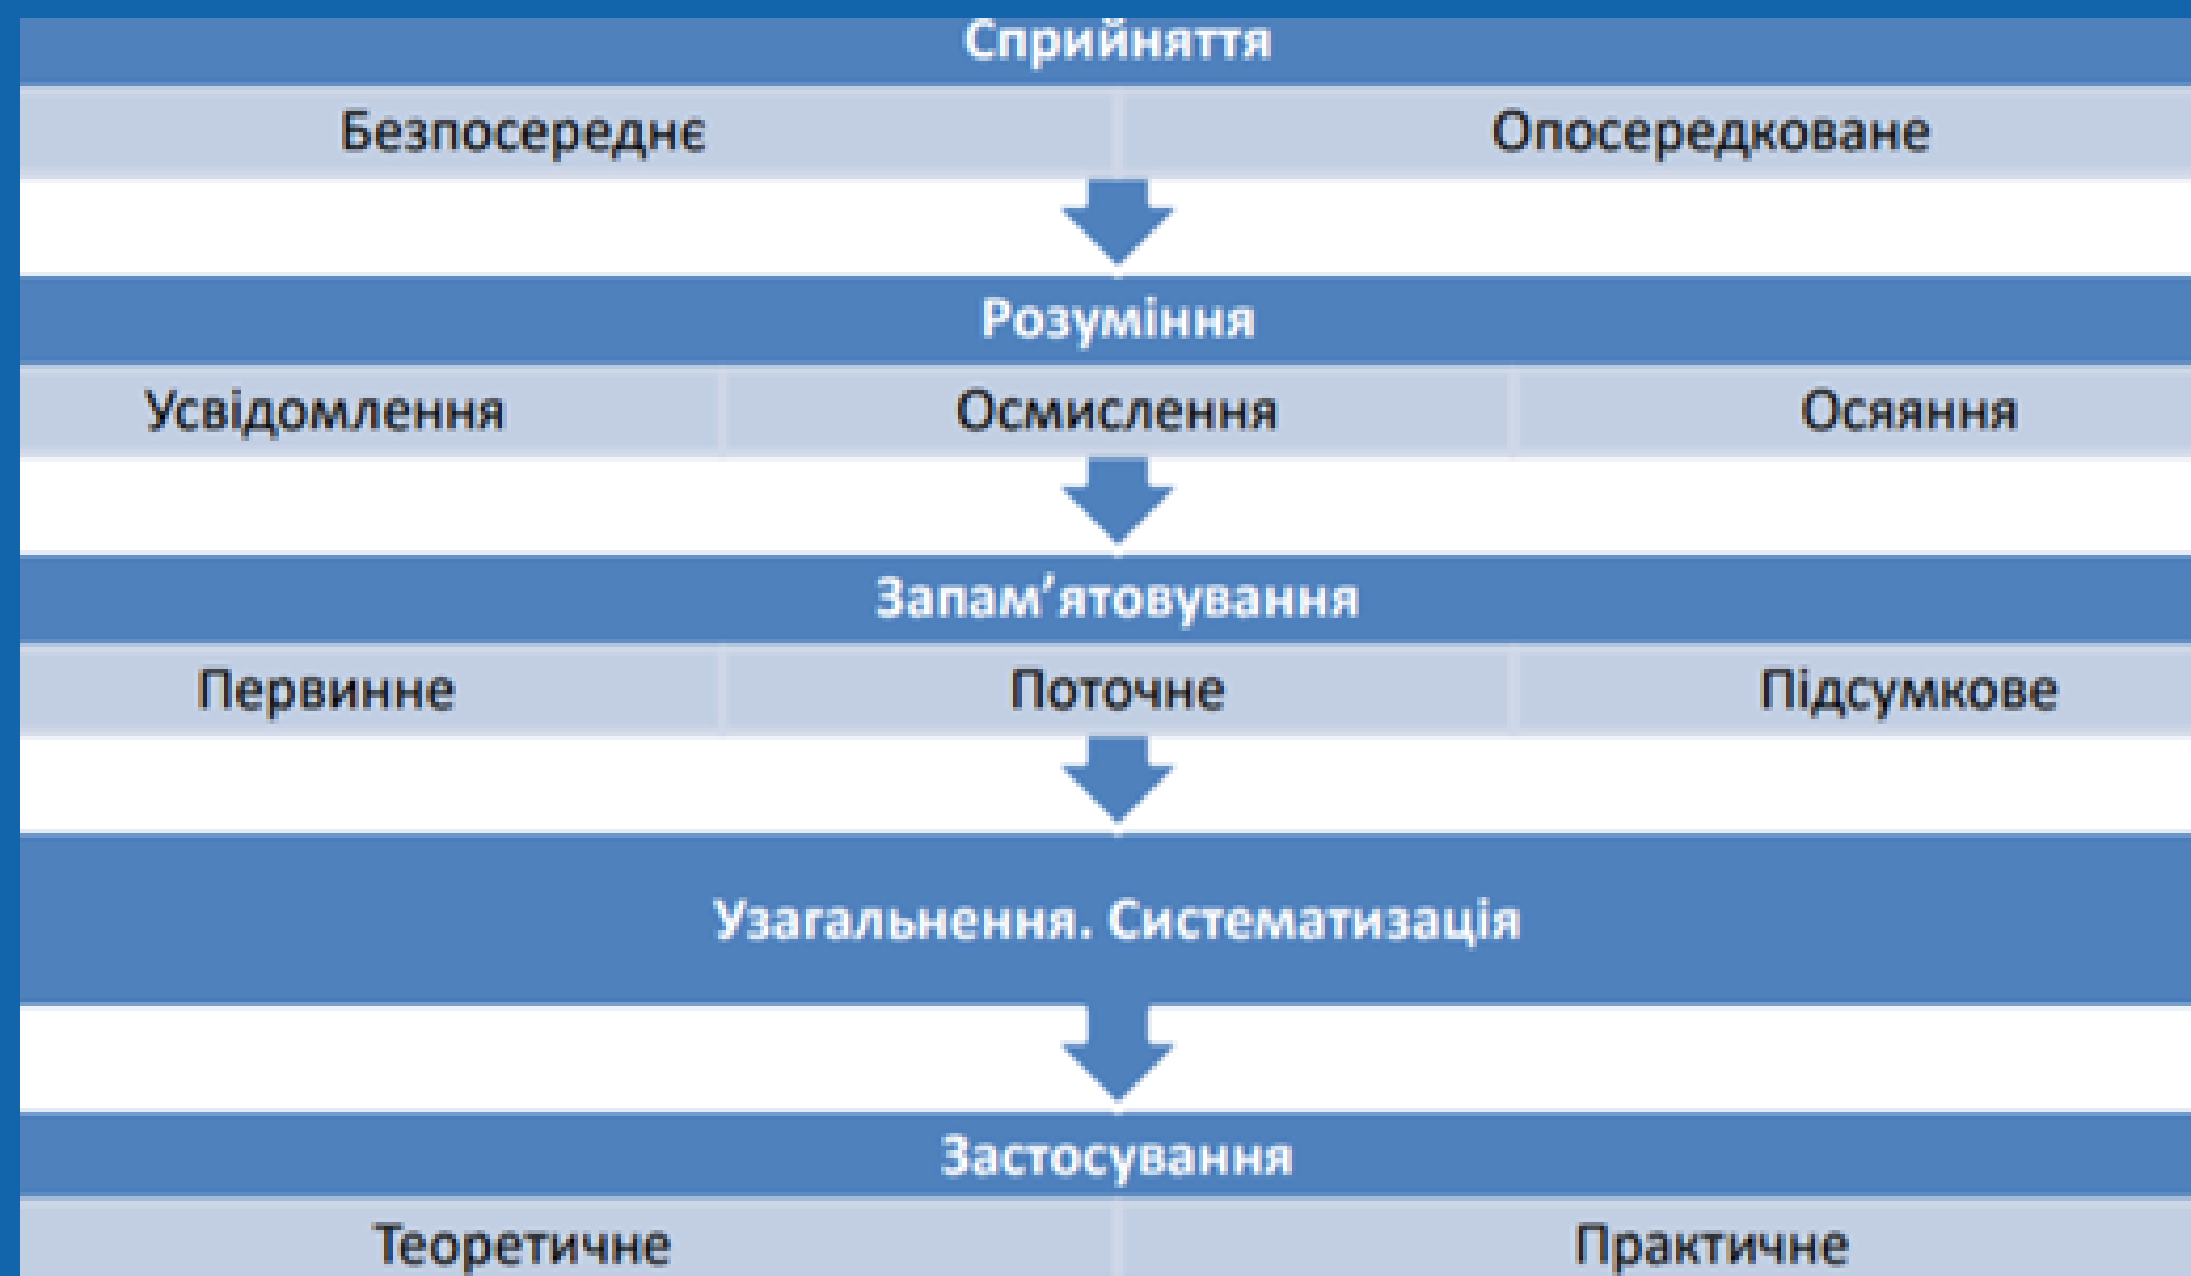 Сприйняття
Безпосереднє Опосередковане
Розуміння
Усвідомлення Осмислення Осяяння
Запам’ятовування
Первинне Поточне Підсумкове
Узагальнення. Систематизація
Застосування
Теоретичне Практичне